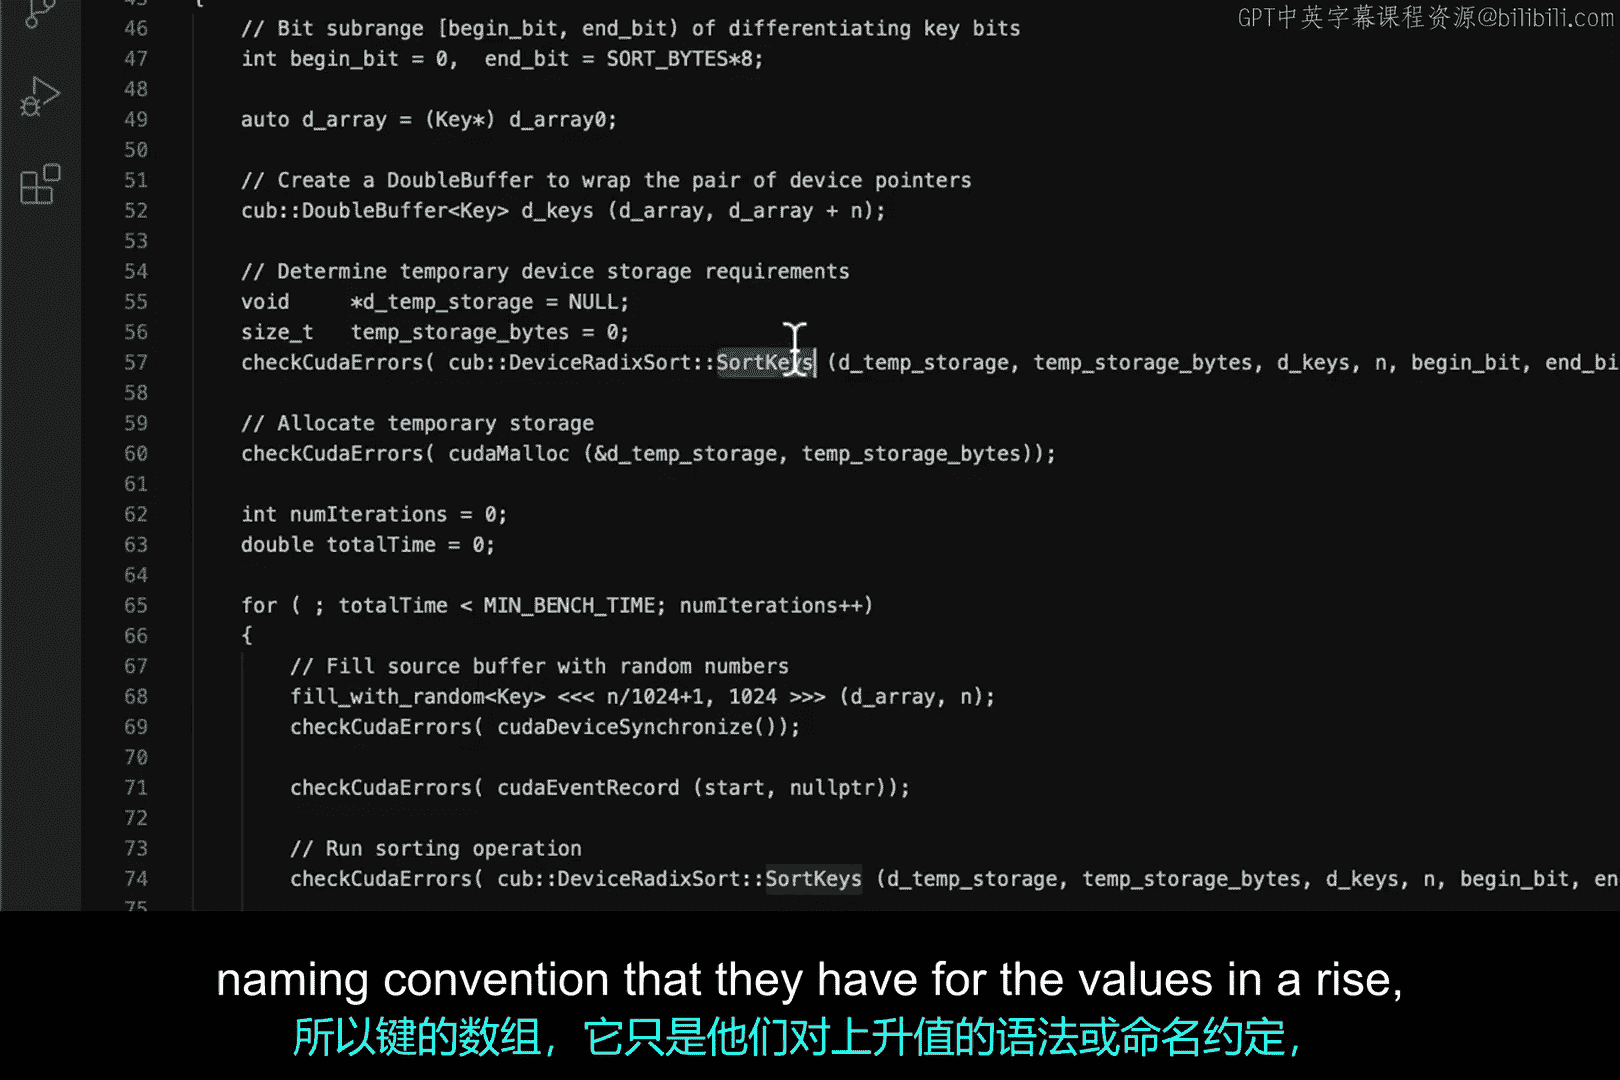 GPT中英字幕课程资源@bilibili.com
46 // Bit subrange [begin_bit, end_bit) of differentiating key bits
47 int begin_bit = 0,  end_bit = SORT_BYTES*8;
48
49 auto d_array = (Key*) d_array0;
50
51 // Create a DoubleBuffer to wrap the pair of device pointers
52 cub::DoubleBuffer<Key> d_keys (d_array, d_array + n);
53
54 // Determine temporary device storage requirements
55 void     *d_temp_storage = NULL;
56 size_t   temp_storage_bytes = 0;
57 checkCudaErrors( cub::DeviceRadixSort::SortKeys (d_temp_storage, temp_storage_bytes, d_keys, n, begin_bit, end_bi
58
59 // Allocate temporary storage
60 checkCudaErrors( cudaMalloc (&d_temp_storage, temp_storage_bytes));
61
62 int numIterations = 0;
63 double totalTime = 0;
64
65 for ( ; totalTime < MIN_BENCH_TIME; numIterations++)
66 {
67 // Fill source buffer with random numbers
68 fill_with_random<Key> <<< n/1024+1, 1024 >>> (d_array, n);
69 checkCudaErrors( cudaDeviceSynchronize());
70
71 checkCudaErrors( cudaEventRecord (start, nullptr));
72
73 // Run sorting operation
74 checkCudaErrors( cub::DeviceRadixSort::SortKeys (d_temp_storage, temp_storage_bytes, d_keys, n, begin_bit, en
75
naming convention that they have for the values in a rise,
所以键的数组，它只是他们对上升值的语法或命名约定，